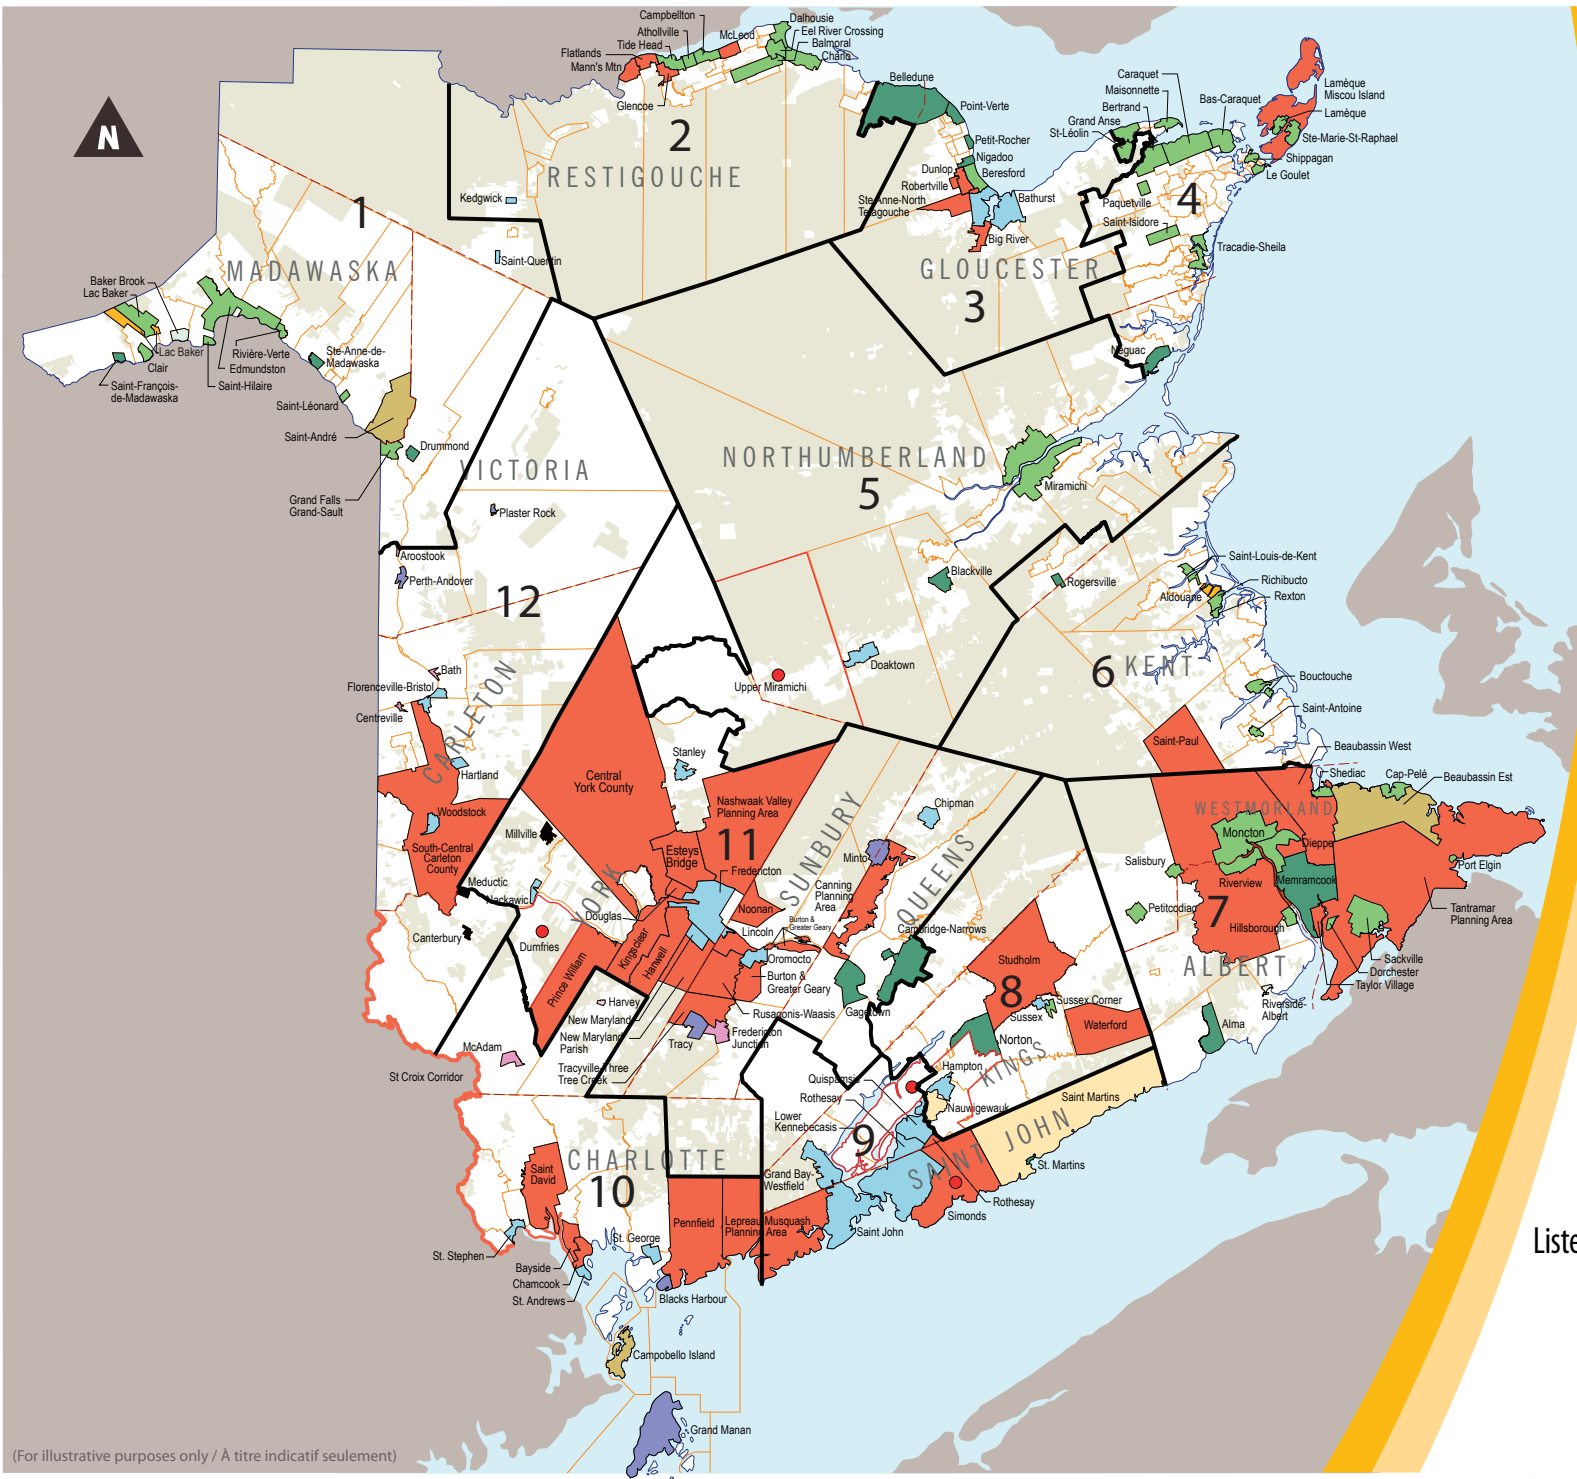 N
Campbellton
Dalhousie
Atholville
McLeod
Eel River Crossing
Tide Head
Balmoral
Flatlands
Charlo
Mann's Mtn
Glencoe
2
RESTIGOUCHE
Kedgwick
Saint-Quentin
Belledune
Point-Verte
Petit-Rocher
Nigadoo
Dunlop
Beresford
Robertville
Ste-Anne-North
Tetagouche
Bathurst
Big River
GLOUCESTER
3
Caraquet
Maisonnette
Bertrand
Bas-Caraquet
Grand Anse
St-Léolin
Lamèque
Miscou Island
Lamèque
Ste-Marie-St-Raphael
Shippagan
Le Goulet
4
Paquetville
Saint-Isidore
Tracadie-Sheila
Neguac
1
MADAWASKA
Baker Brook
Lac Baker
Lac Baker
Clair
Rivière-Verte
Edmundston
Saint-Hilaire
Saint-François-
de-Madawaska
Ste-Anne-de-
Madawaska
Saint-Léonard
Saint-André
Drummond
Grand Falls
Grand-Sault
VICTORIA
Plaster Rock
Aroostook
Perth-Andover
12
NORTHUMBERLAND
5
Miramichi
Blackville
Doaktown
Upper Miramichi
Rogersville
Saint-Louis-de-Kent
Richibucto
Aldouane
Rexton
6
KENT
Bouctouche
Saint-Antoine
Saint-Paul
Beaubassin West
Bath
Florenceville-Bristol
Centreville
CARLETON
Hartland
Woodstock
South-Central
Carleton
County
Meductic
Nackawic
Canterbury
Millville
Central
York County
Stanley
Nashwaak Valley
Planning Area
11
Esteys
Bridge
Fredericton
YORK
Douglas
Noonan
Dumfries
Prince William
Kingsclear
Hanwell
Lincoln
Burton &
Greater Geary
Oromocto
Burton &
Greater Geary
Harvey
New Maryland
New Maryland
Parish
Rusagonis-Waasis
Tracy
Fredericton
Junction
Tracyville-Three
Tree Creek
McAdam
St Croix Corridor
SUNBURY
Minto
Chipman
Canning
Planning
Area
QUEENS
Cambridge-Narrows
Gagetown
Studholm
8
Sussex Corner
Sussex
Waterford
Norton
KINGS
Hampton
Nauwigewauk
Quispamsis
Rothesay
Lower
Kennebecasis
9
Grand Bay-
Westfield
SAINT JOHN
Saint Martins
St. Martins
Rothesay
Simonds
Saint John
Shediac
Cap-Pelé
Beaubassin Est
WESTMORLAND
Moncton
Dieppe
Salisbury
Riverview
Memramcook
Port Elgin
7
Petitcodiac
Hillsborough
Tantramar
Planning Area
ALBERT
Sackville
Dorchester
Taylor Village
Riverside-
Albert
Alma
CHARLOTTE
10
Saint
David
Pennfield
Lepreau
Musquash
Planning Area
St. Stephen
St. George
Bayside
Chamcook
St. Andrews
Blacks Harbour
Campobello Island
Grand Manan
(For illustrative purposes only / À titre indicatif seulement)
Liste